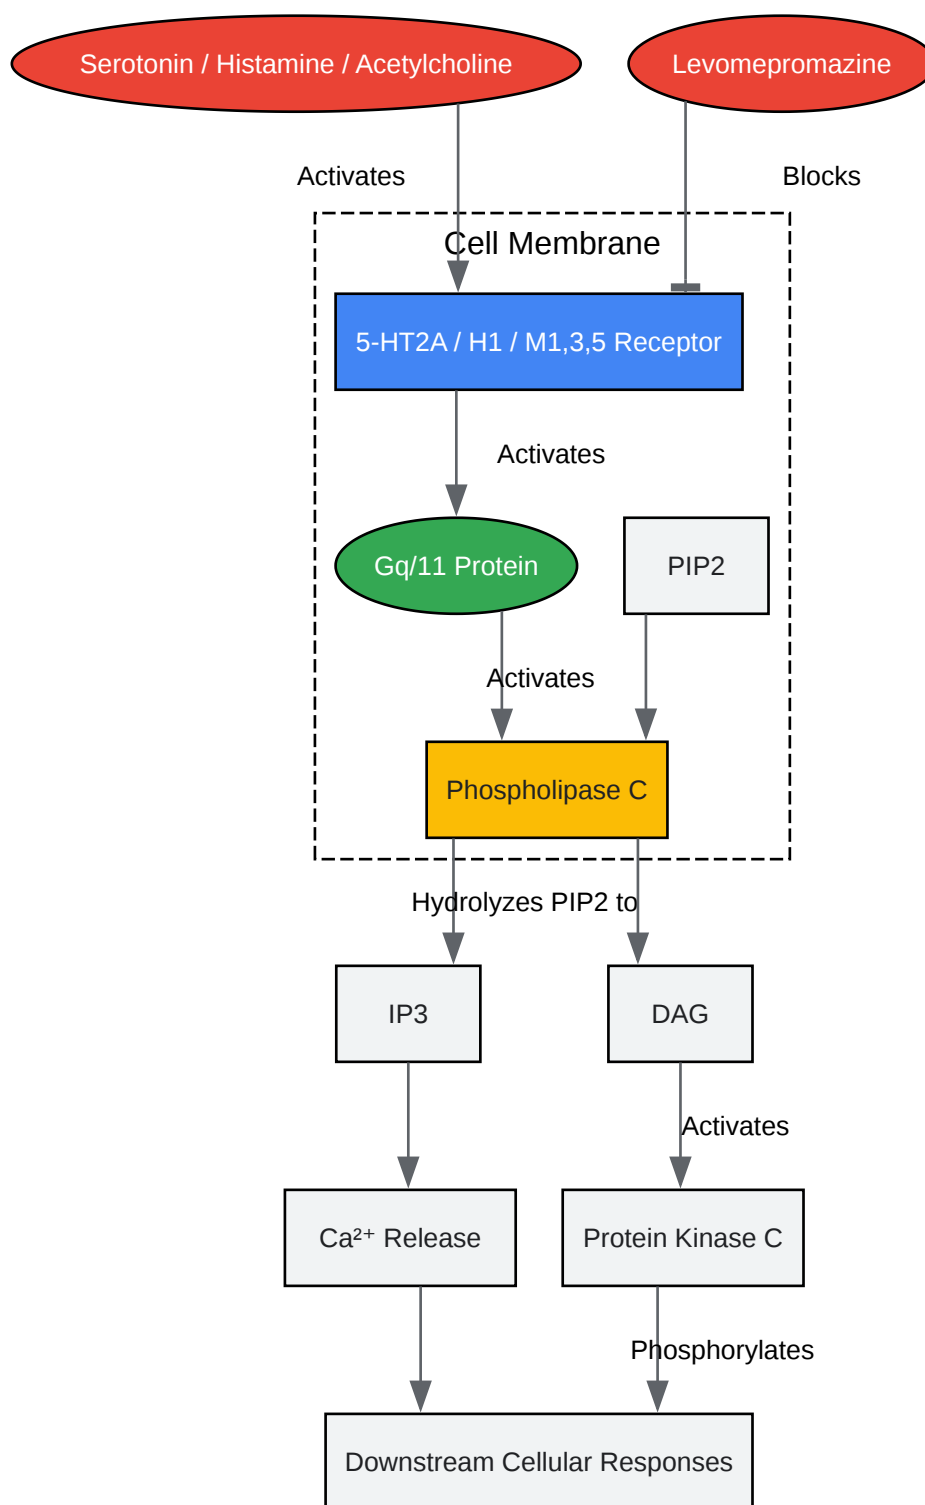 Serotonin / Histamine / Acetylcholine
Levomepromazine
Activates
Blocks
Cell Membrane
5-HT2A / H1 / M1,3,5 Receptor
Activates
Gq/11 Protein
PIP2
Activates
Phospholipase C
Hydrolyzes PIP2 to
IP3
DAG
Activates
Ca²⁺ Release
Protein Kinase C
Phosphorylates
Downstream Cellular Responses